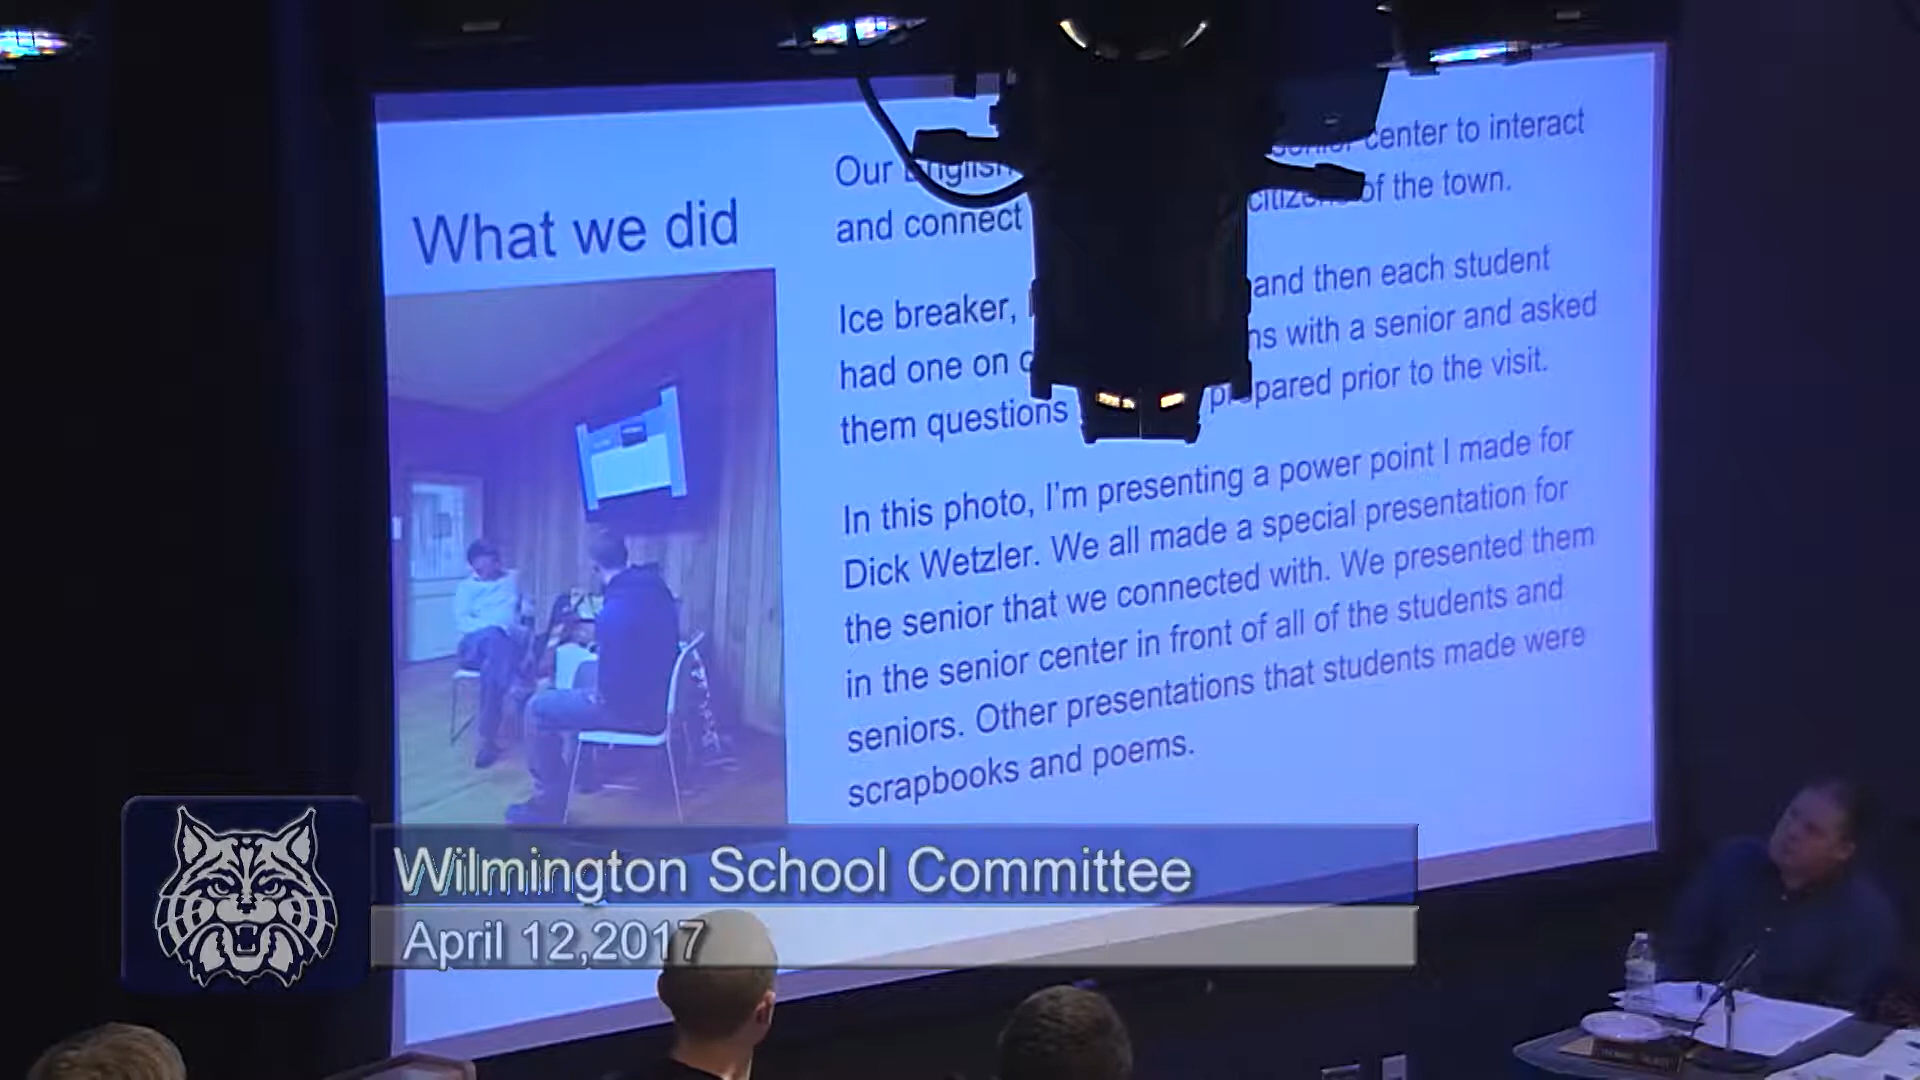 What we did
Our English center to interact
and connect citizens of the town.
Ice breaker, and then each student
had one on with a senior and asked
them questions prepared prior to the visit.
In this photo, I'm presenting a power point I made for
Dick Wetzler. We all made a special presentation for
the senior that we connected with. We presented them
in the senior center in front of all of the students and
seniors. Other presentations that students made were
scrapbooks and poems.
Wilmington School Committee
April 12,2017